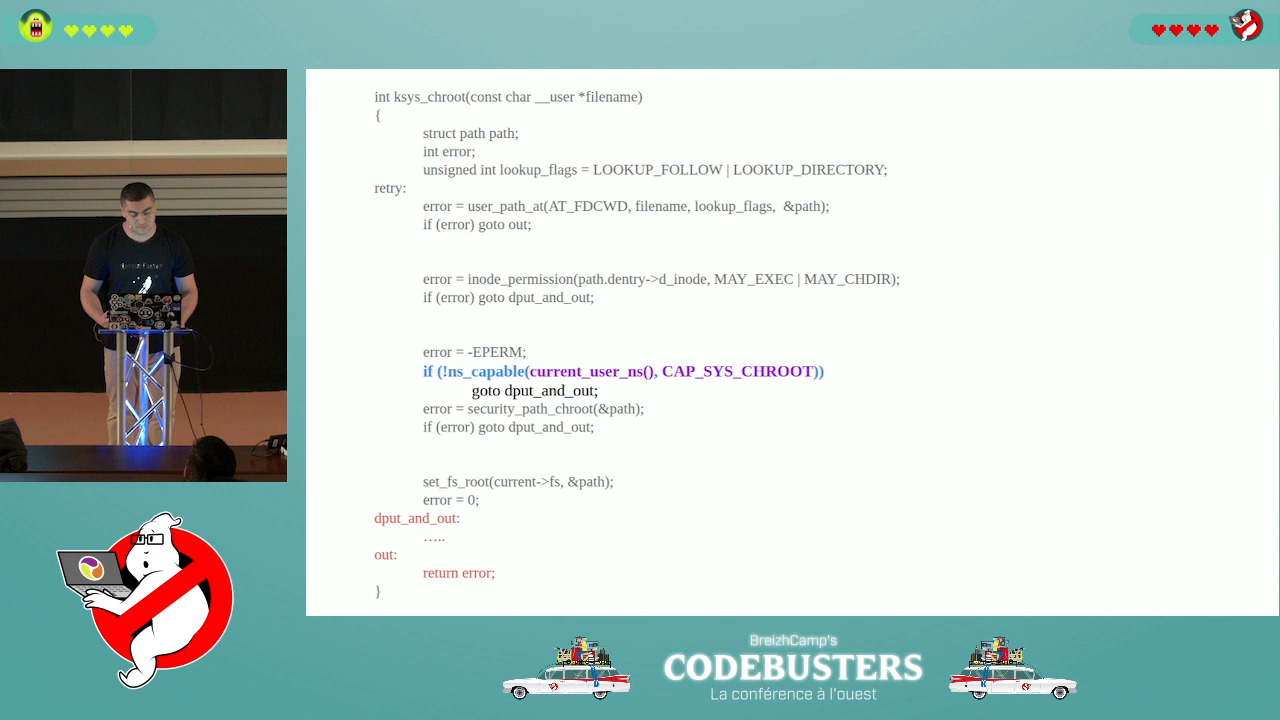 int ksys_chroot(const char __user *filename)
{
struct path path;
int error;
unsigned int lookup_flags = LOOKUP_FOLLOW | LOOKUP_DIRECTORY;
retry:
error = user_path_at(AT_FDCWD, filename, lookup_flags,  &path);
if (error) goto out;
error = inode_permission(path.dentry->d_inode, MAY_EXEC | MAY_CHDIR);
if (error) goto dput_and_out;
error = -EPERM;
if (!ns_capable(current_user_ns(), CAP_SYS_CHROOT))
goto dput_and_out;
error = security_path_chroot(&path);
if (error) goto dput_and_out;
set_fs_root(current->fs, &path);
error = 0;
dput_and_out:
…..
out:
return error;
}
BreizhCamp's
CODEBUSTERS
La conférence à l'ouest